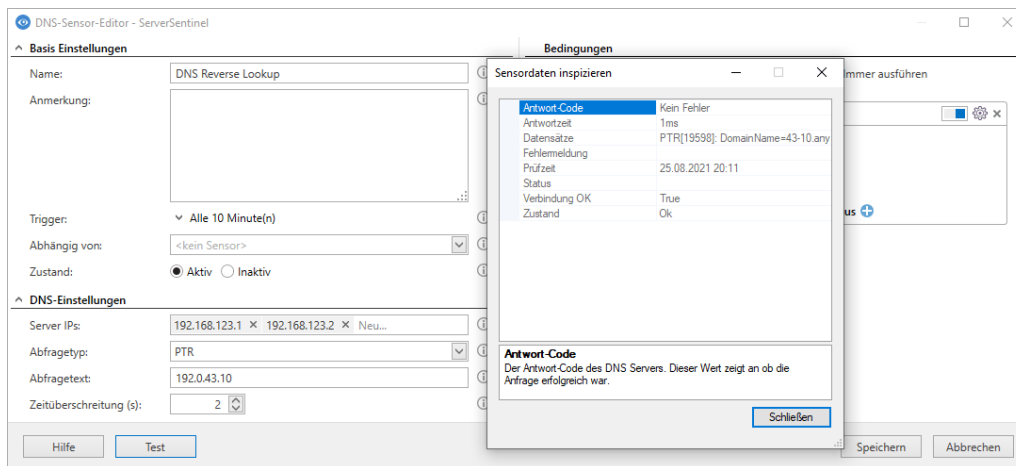 DNS-Sensor-Editor - ServerSentinel
Basis Einstellungen
Name: DNS Reverse Lookup
Anmerkung:
Trigger: Alle 10 Minute(n)
Abhängig von: <kein Sensor>
Zustand: Aktiv Inaktiv
DNS-Einstellungen
Server IPs: 192.168.123.1 × 192.168.123.2 × Neu...
Abfragetyp: PTR
Abfragetext: 192.0.43.10
Zeitüberschreitung (s): 2
Bedingungen
Immer ausführen
Sensordaten inspizieren
Antwort-Code Kein Fehler
Antwortzeit 1ms
Datensätze PTR[19598]: DomainName=43-10.any
Fehlermeldung
Prüfzeit 25.08.2021 20:11
Status
Verbindung OK True
Zustand Ok
Antwort-Code
Der Antwort-Code des DNS Servers. Dieser Wert zeigt an ob die
Anfrage erfolgreich war.
Schließen
Hilfe Test Speichern Abbrechen